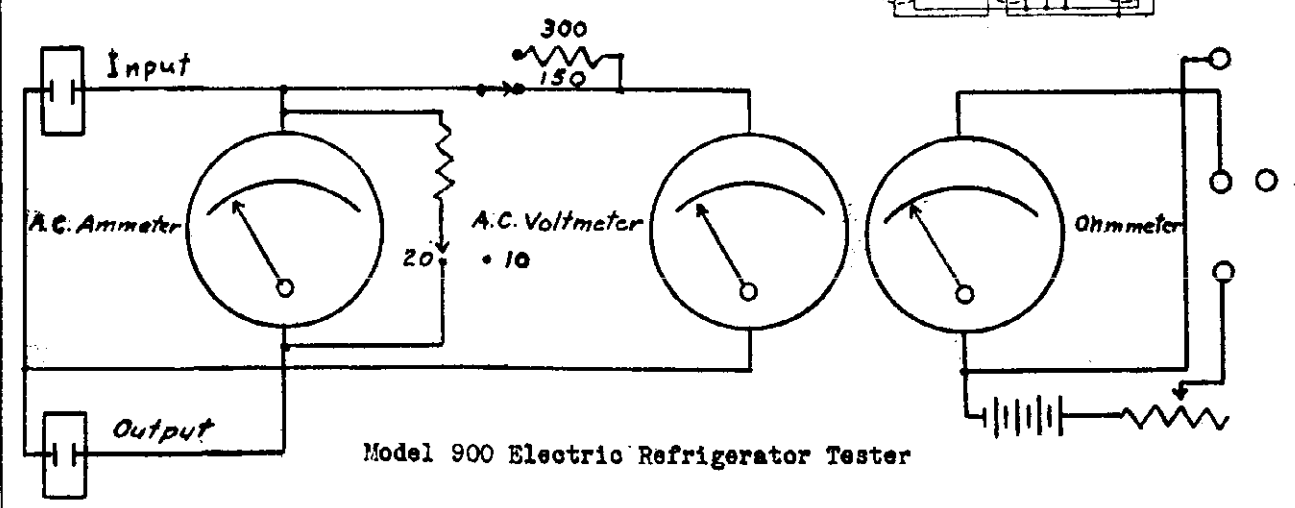 300
Input
150
A.C. Ammeter
20
10
A.C. Voltmeter
Ohmmeter
Output
Model 900 Electric Refrigerator Tester